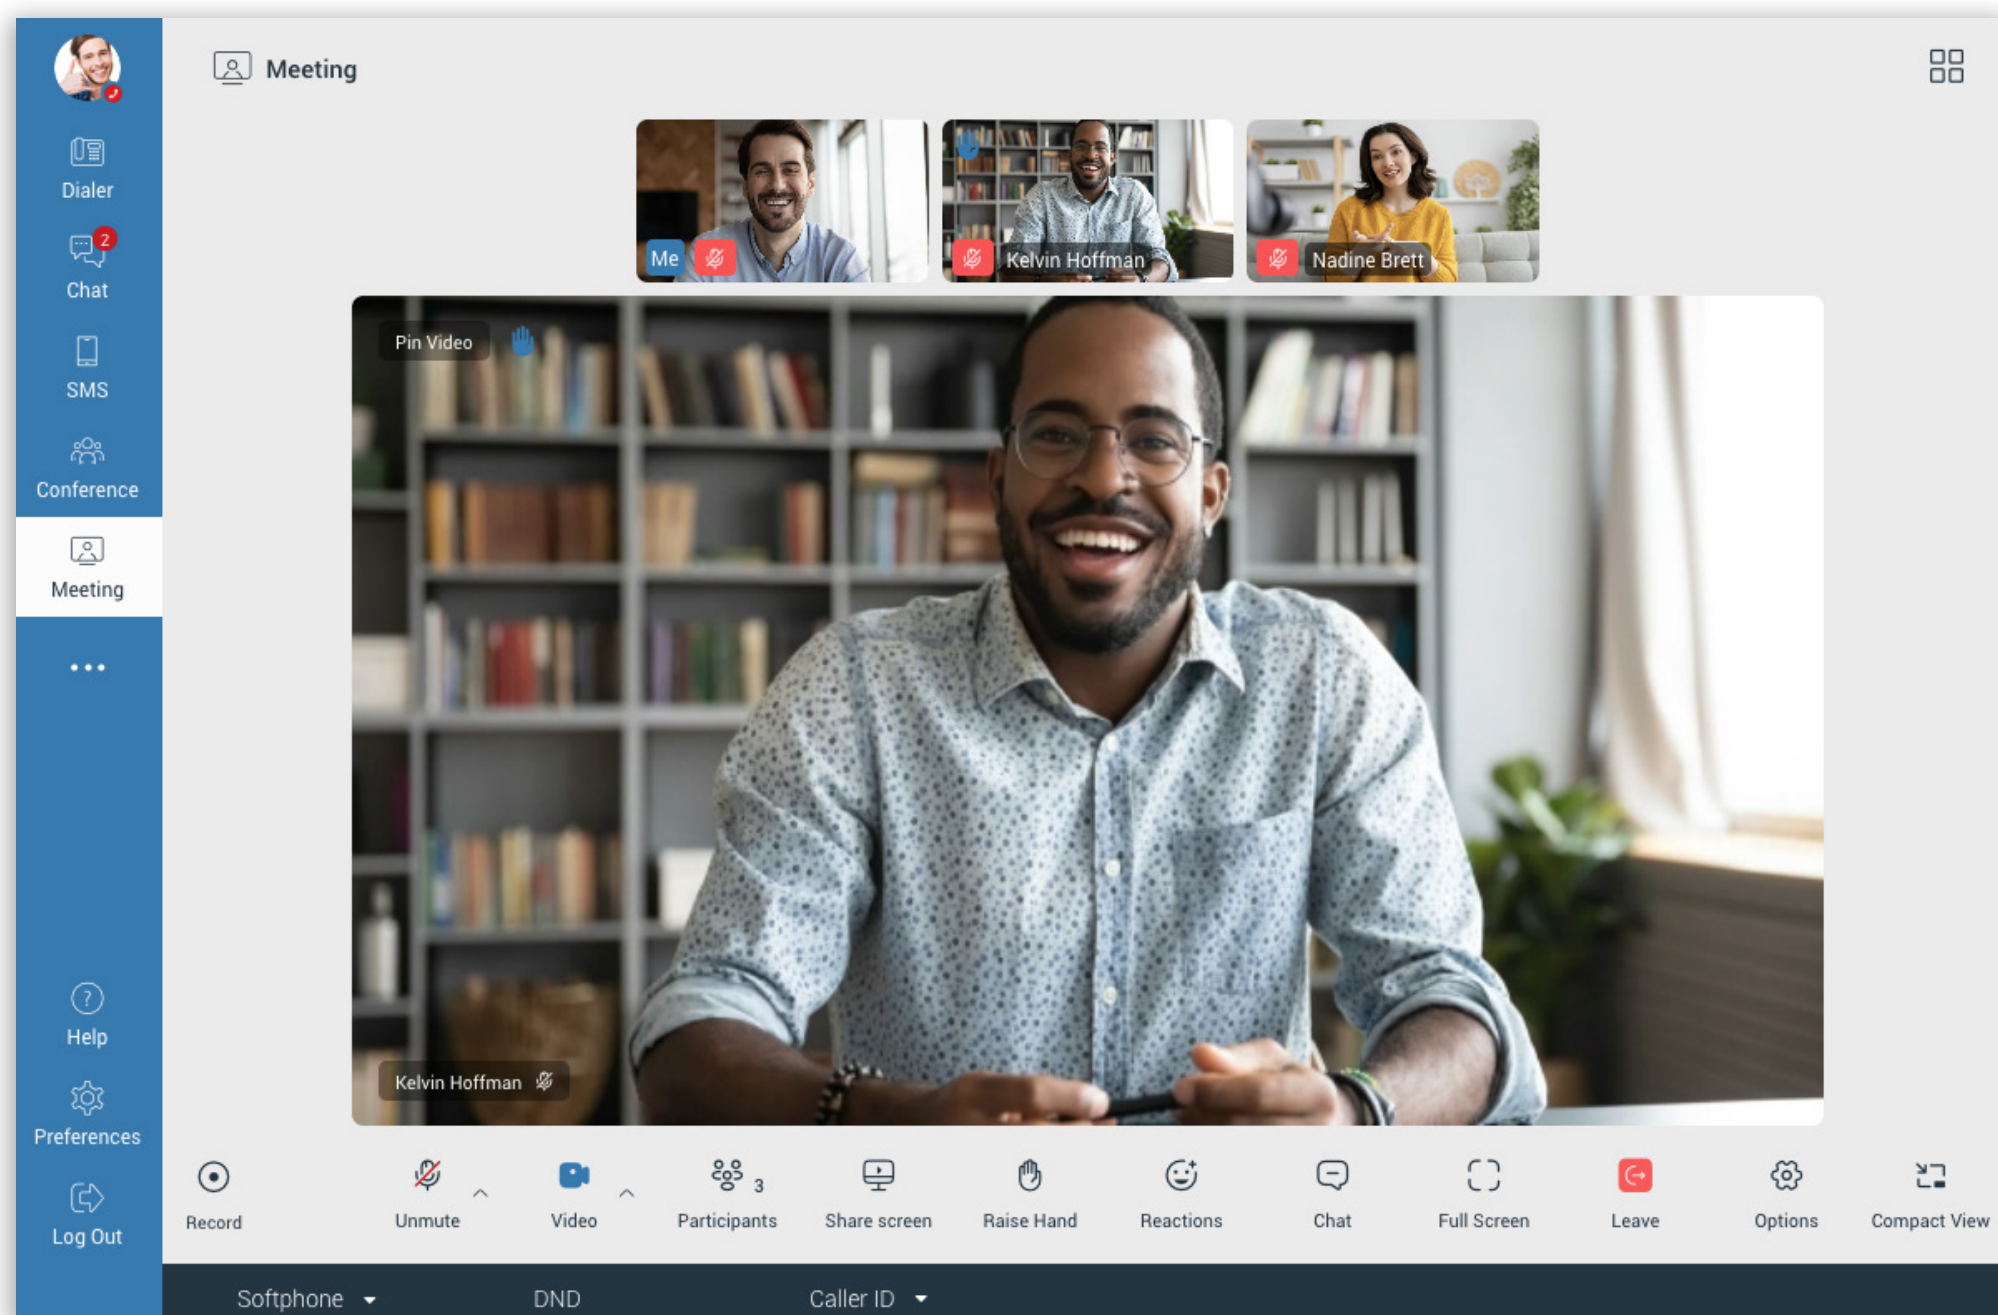 Meeting
Dialer
2
Chat
SMS
Conference
Meeting
Help
Preferences
Log Out
Me
Kelvin Hoffman
Nadine Brett
Pin Video
Kelvin Hoffman
Record
Unmute
Video
3
Participants
Share screen
Raise Hand
Reactions
Chat
Full Screen
Leave
Options
Compact View
Softphone
DND
Caller ID